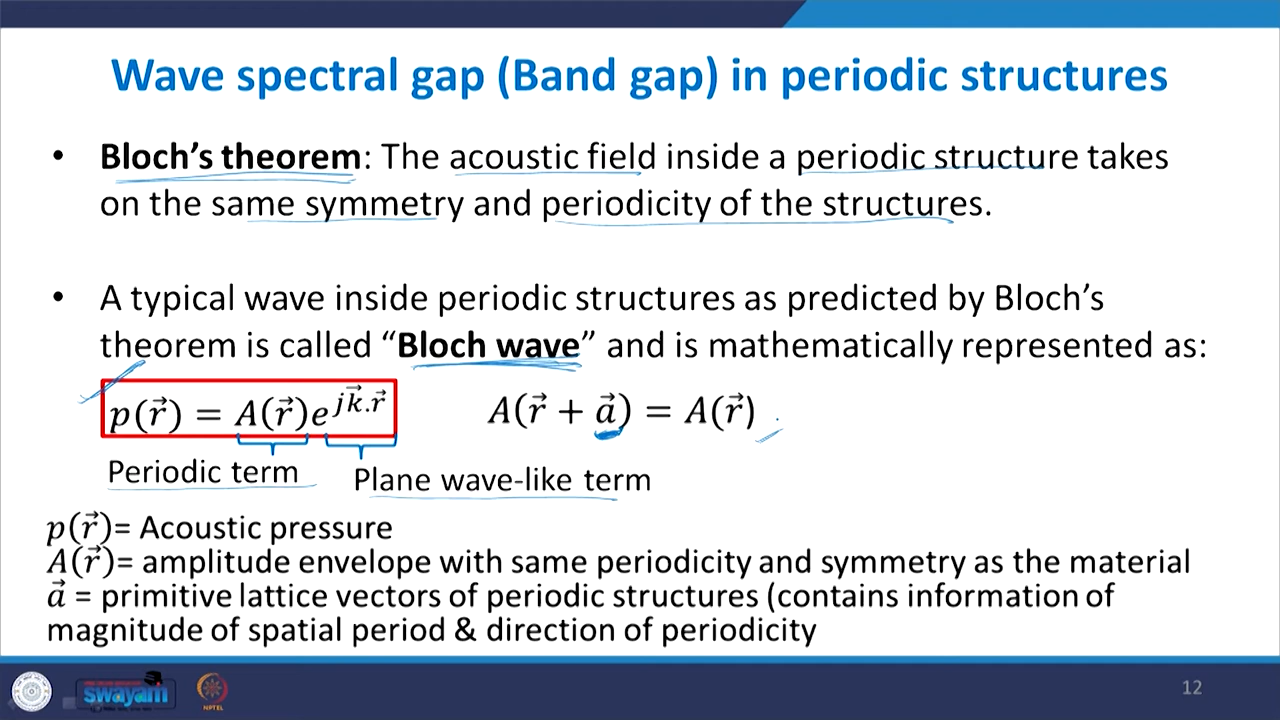 Wave spectral gap (Band gap) in periodic structures
• Bloch's theorem: The acoustic field inside a periodic structure takes
on the same symmetry and periodicity of the structures.
• A typical wave inside periodic structures as predicted by Bloch's
theorem is called “Bloch wave” and is mathematically represented as:
p(r⃗) = A(r⃗)e^{jk⃗.r⃗} A(r⃗ + a⃗) = A(r⃗)
Periodic term Plane wave-like term
p(r⃗)= Acoustic pressure
A(r⃗)= amplitude envelope with same periodicity and symmetry as the material
a⃗ = primitive lattice vectors of periodic structures (contains information of
magnitude of spatial period & direction of periodicity
swayam NPTEL 12